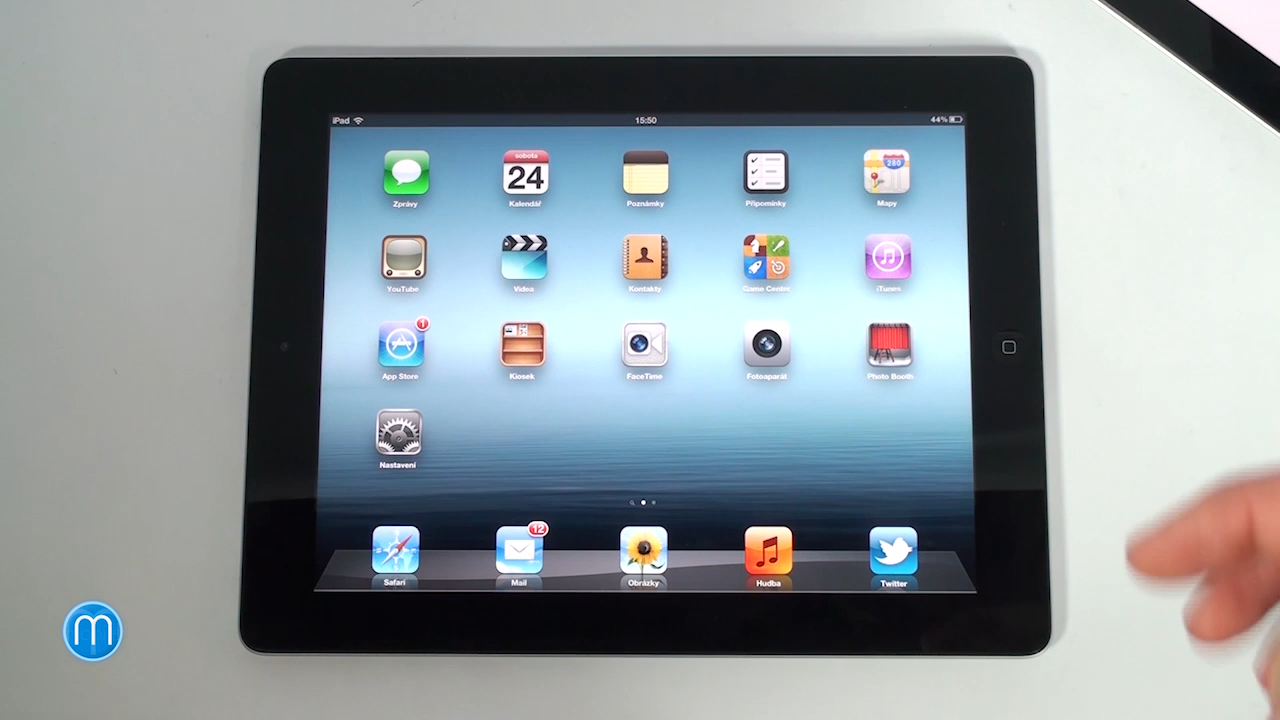 iPad 15:50 44%
sobota
24
280
Zprávy Kalendář Poznámky Připomínky Mapy
YouTube Videa Kontakty Game Center iTunes
1
App Store Kiosek FaceTime Fotoaparát Photo Booth
Nastavení
12
Safari Mail Obrázky Hudba Twitter
m